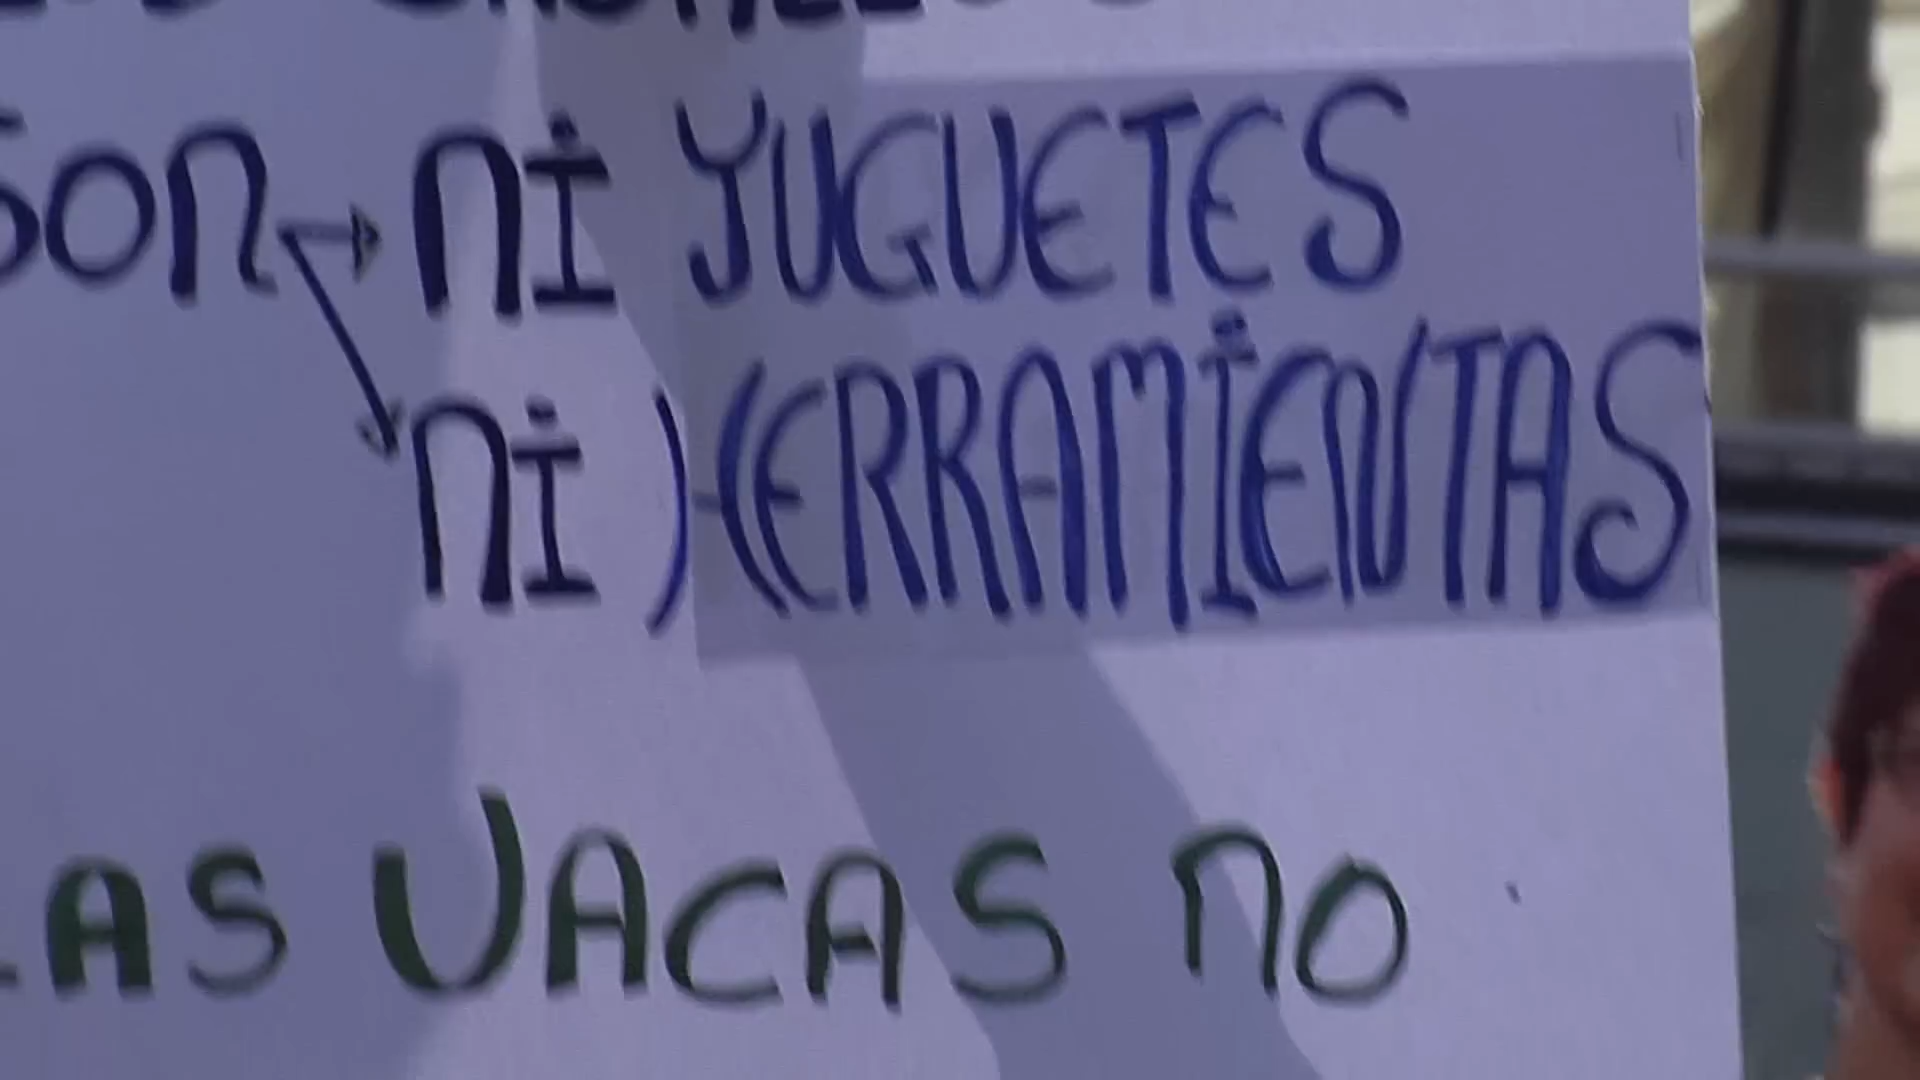 SON → NI JUGUETES
NI HERRAMIENTAS
LAS VACAS NO